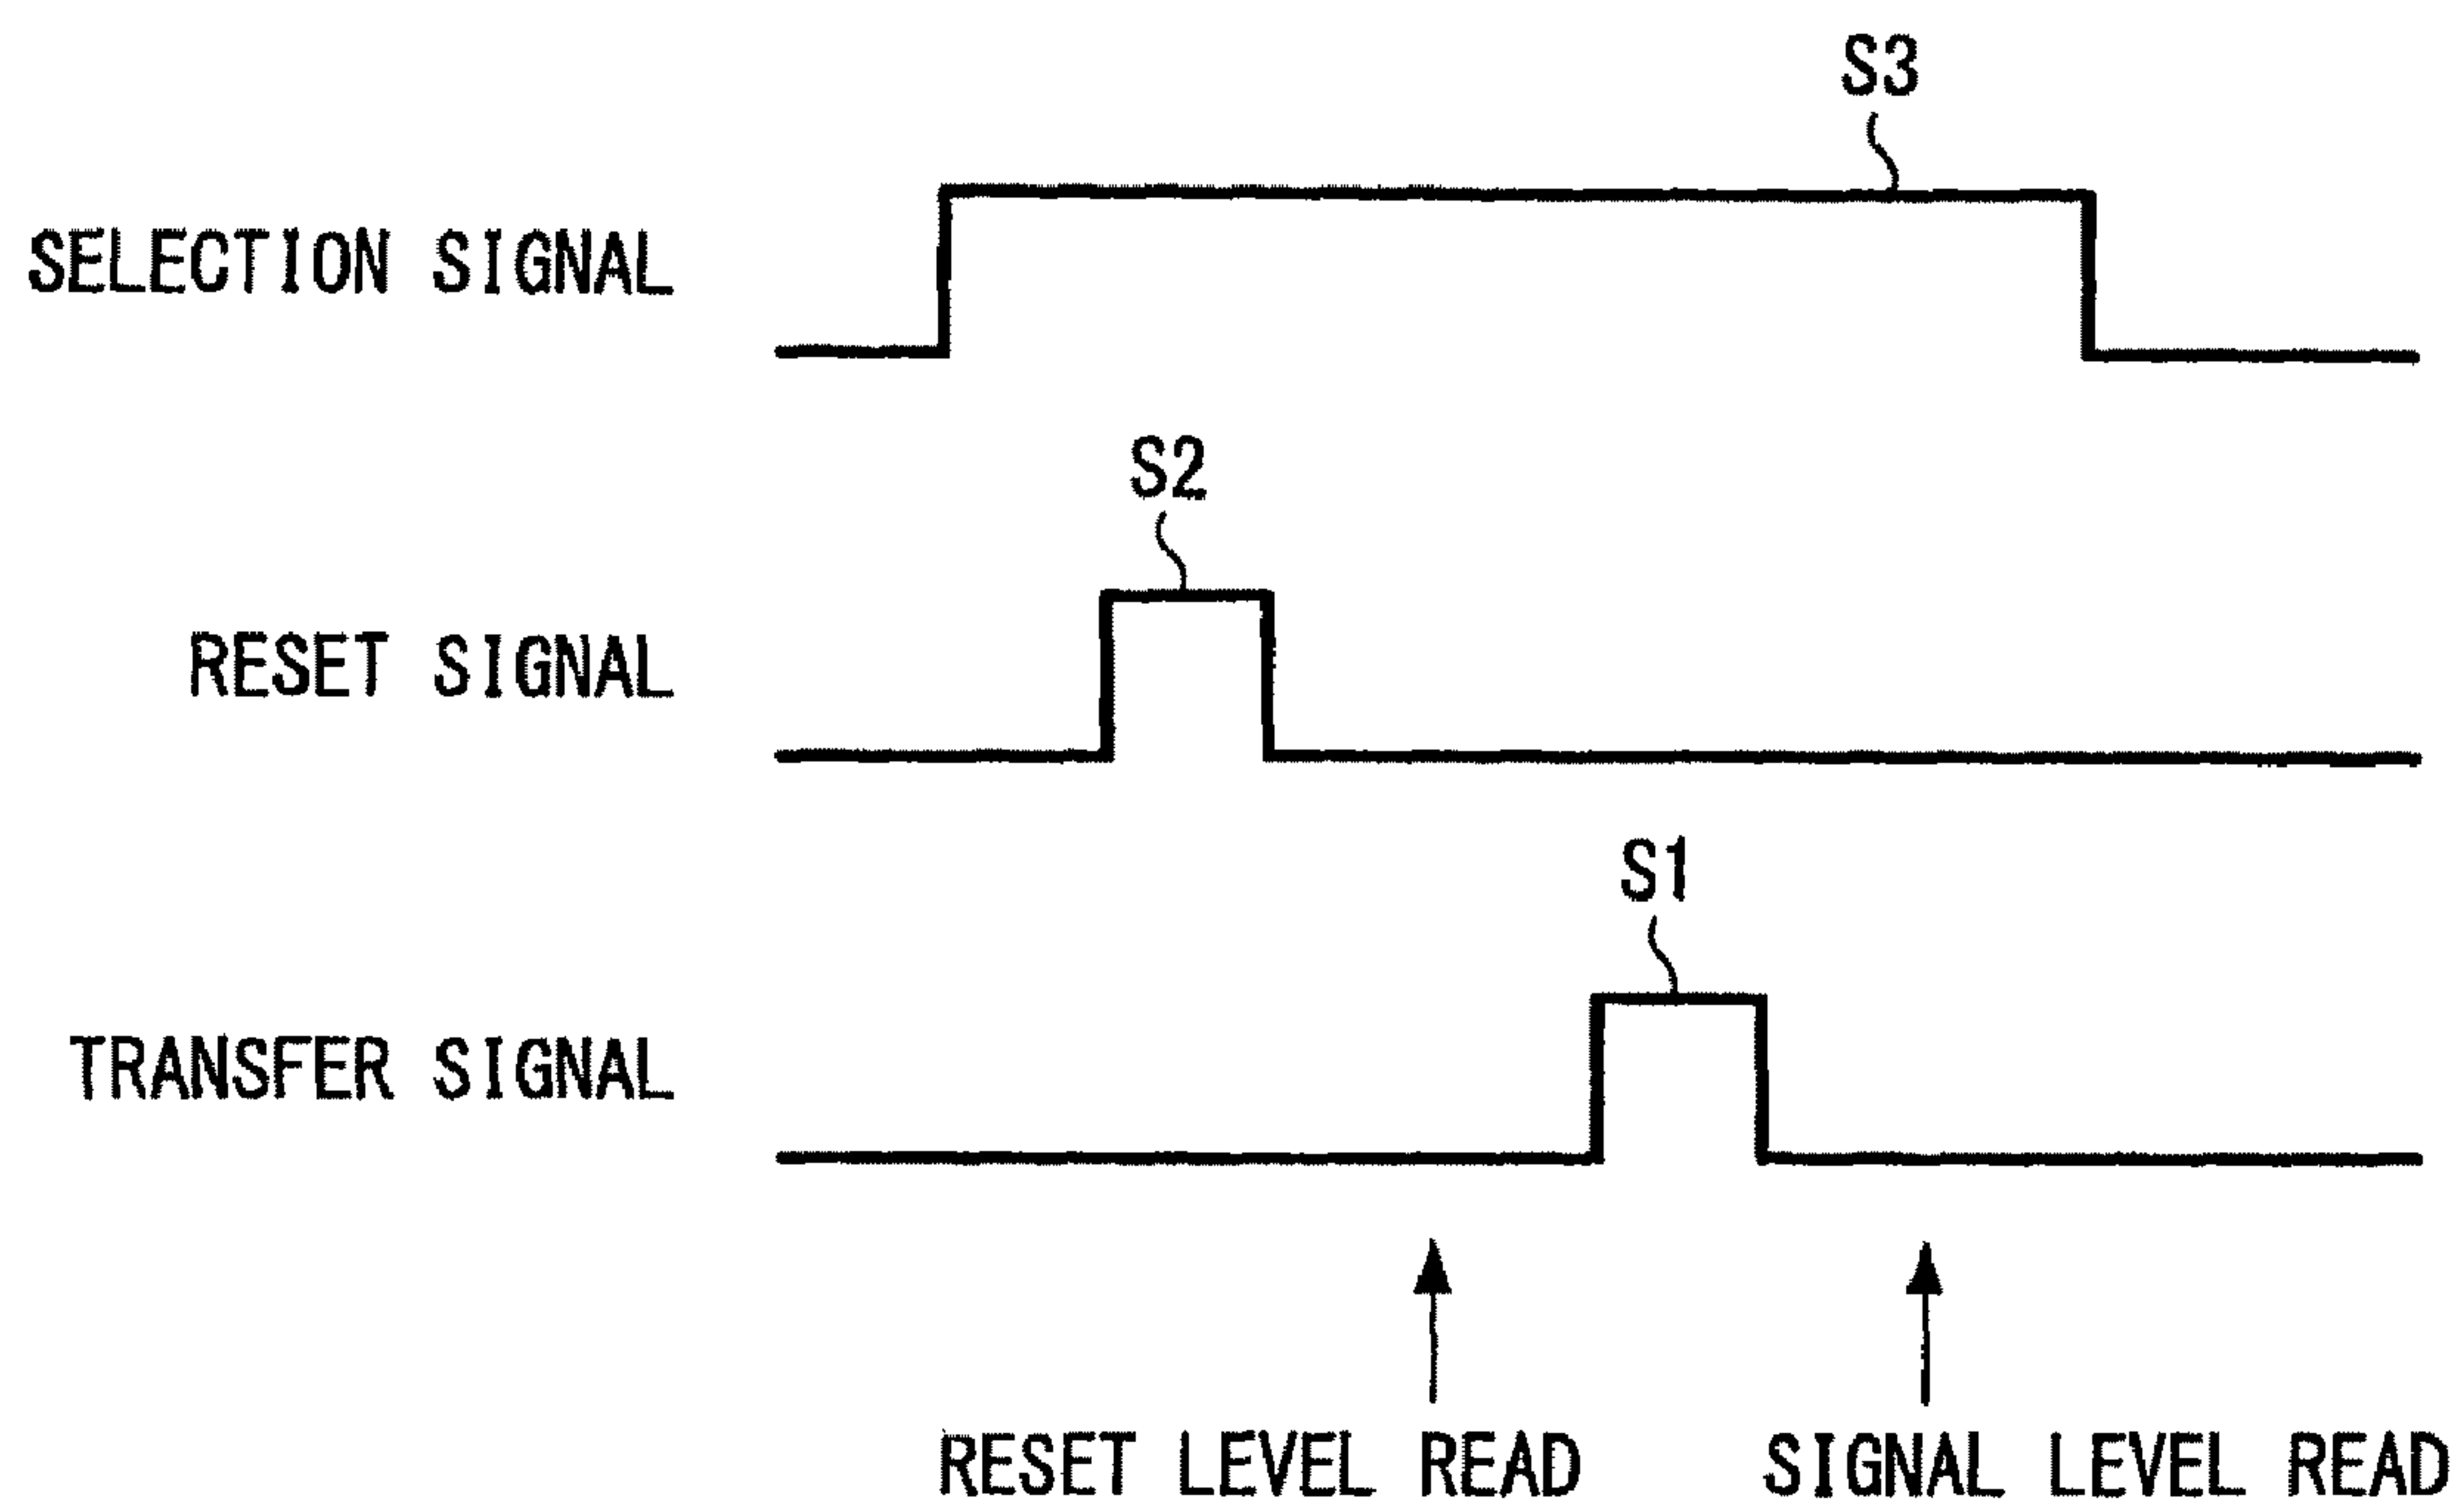 S3
SELECTION SIGNAL
S2
RESET SIGNAL
S1
TRANSFER SIGNAL
RESET LEVEL READ
SIGNAL LEVEL READ